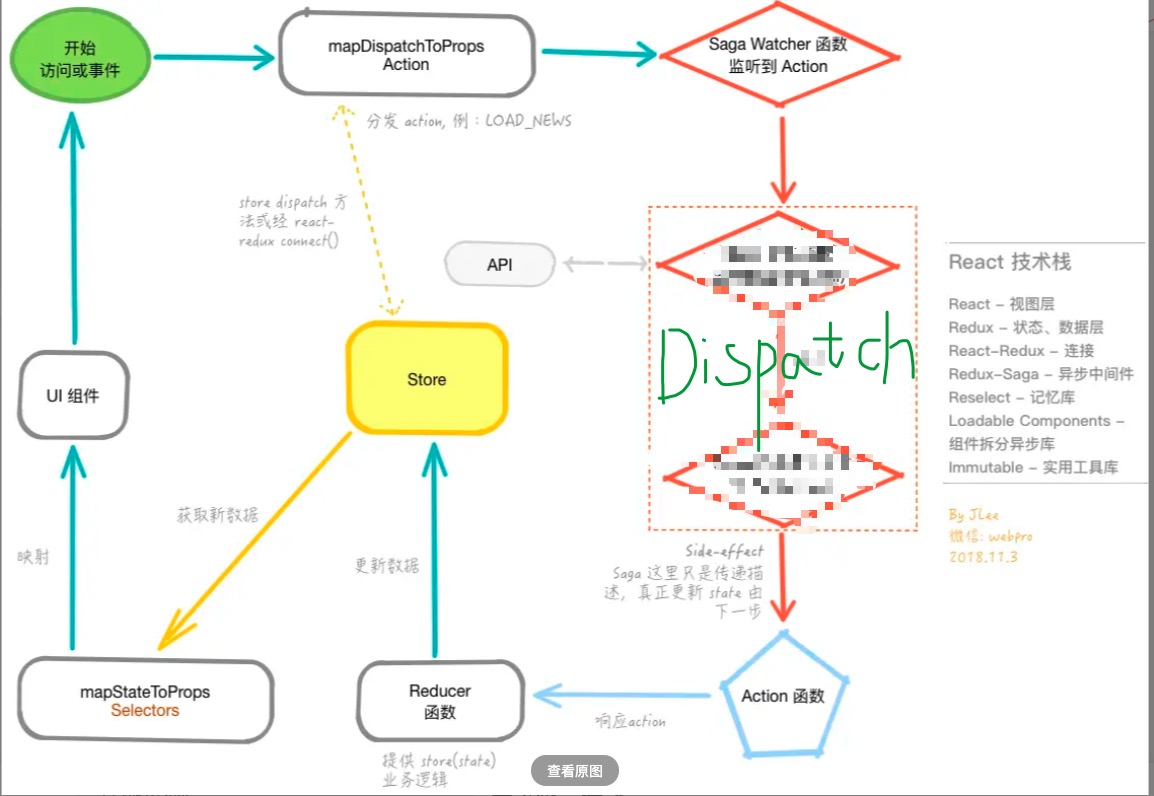 开始
访问或事件
mapDispatchToProps
Action
Saga Watcher 函数
监听到 Action
分发 action, 例：LOAD_NEWS
store dispatch 方
法或经 react-
redux connect()
API
Dispatch
React 技术栈
React - 视图层
Redux - 状态、数据层
React-Redux - 连接
Redux-Saga - 异步中间件
Reselect - 记忆库
Loadable Components -
组件拆分异步库
Immutable - 实用工具库
By JLee
微信: webpro
2018.11.3
UI 组件
Store
获取新数据
映射
更新数据
Side-effect
Saga 这里只是传递描
述，真正更新 state 由
下一步
mapStateToProps
Selectors
Reducer
函数
响应action
Action 函数
提供 store(state)
业务逻辑
查看原图